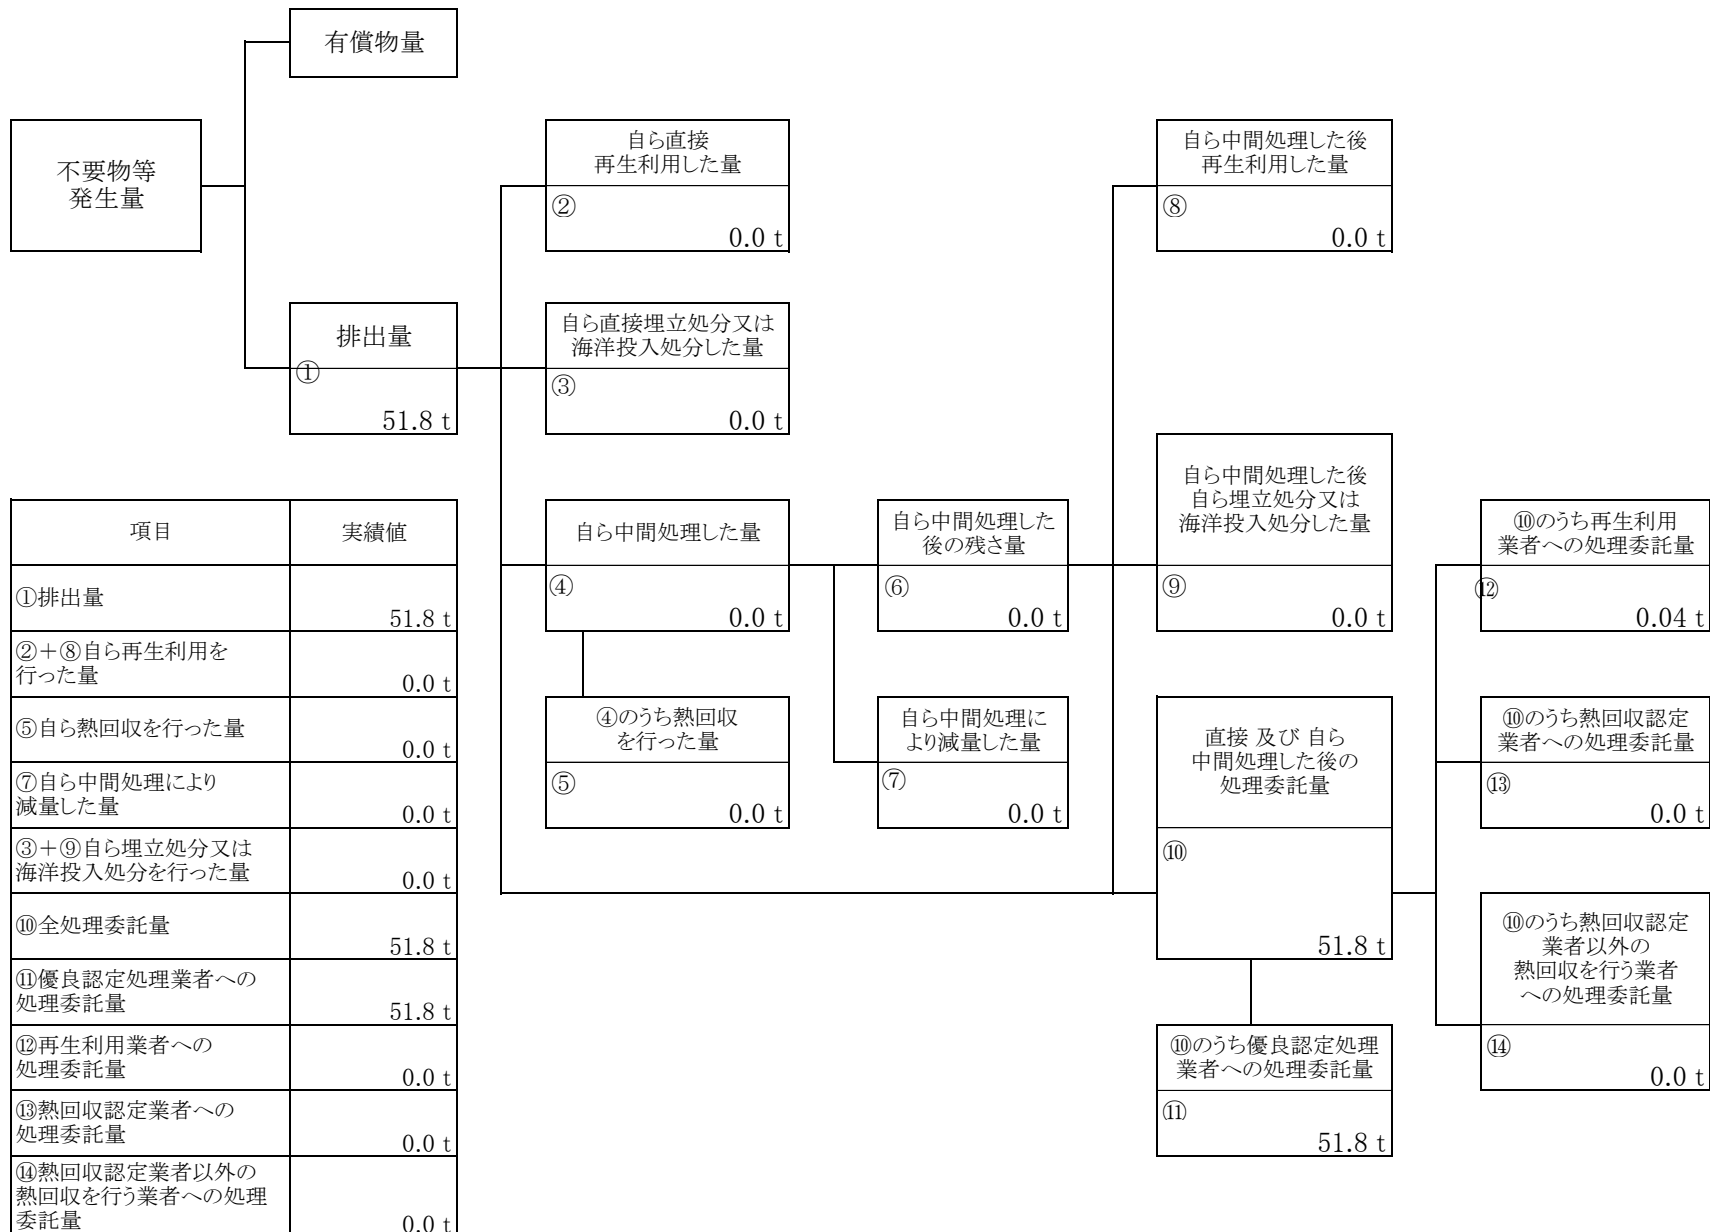 有償物量
不要物等
発生量
自ら直接
再生利用した量
②
0.0 t
自ら中間処理した後
再生利用した量
⑧
0.0 t
排出量
①
51.8 t
自ら直接埋立処分又は
海洋投入処分した量
③
0.0 t
自ら中間処理した量
④
0.0 t
自ら中間処理した
後の残さ量
⑥
0.0 t
自ら中間処理した後
自ら埋立処分又は
海洋投入処分した量
⑨
0.0 t
⑩のうち再生利用
業者への処理委託量
⑫
0.04 t
④のうち熱回収
を行った量
⑤
0.0 t
自ら中間処理に
より減量した量
⑦
0.0 t
直接 及び 自ら
中間処理した後の
処理委託量
⑩
51.8 t
⑩のうち熱回収認定
業者への処理委託量
⑬
0.0 t
⑩のうち熱回収認定
業者以外の
熱回収を行う業者
への処理委託量
⑭
0.0 t
⑩のうち優良認定処理
業者への処理委託量
⑪
51.8 t
項目 実績値
①排出量
51.8 t
②+⑧自ら再生利用を
行った量
0.0 t
⑤自ら熱回収を行った量
0.0 t
⑦自ら中間処理により
減量した量
0.0 t
③+⑨自ら埋立処分又は
海洋投入処分を行った量
0.0 t
⑩全処理委託量
51.8 t
⑪優良認定処理業者への
処理委託量
51.8 t
⑫再生利用業者への
処理委託量
0.0 t
⑬熱回収認定業者への
処理委託量
0.0 t
⑭熱回収認定業者以外の
熱回収を行う業者への処理
委託量
0.0 t